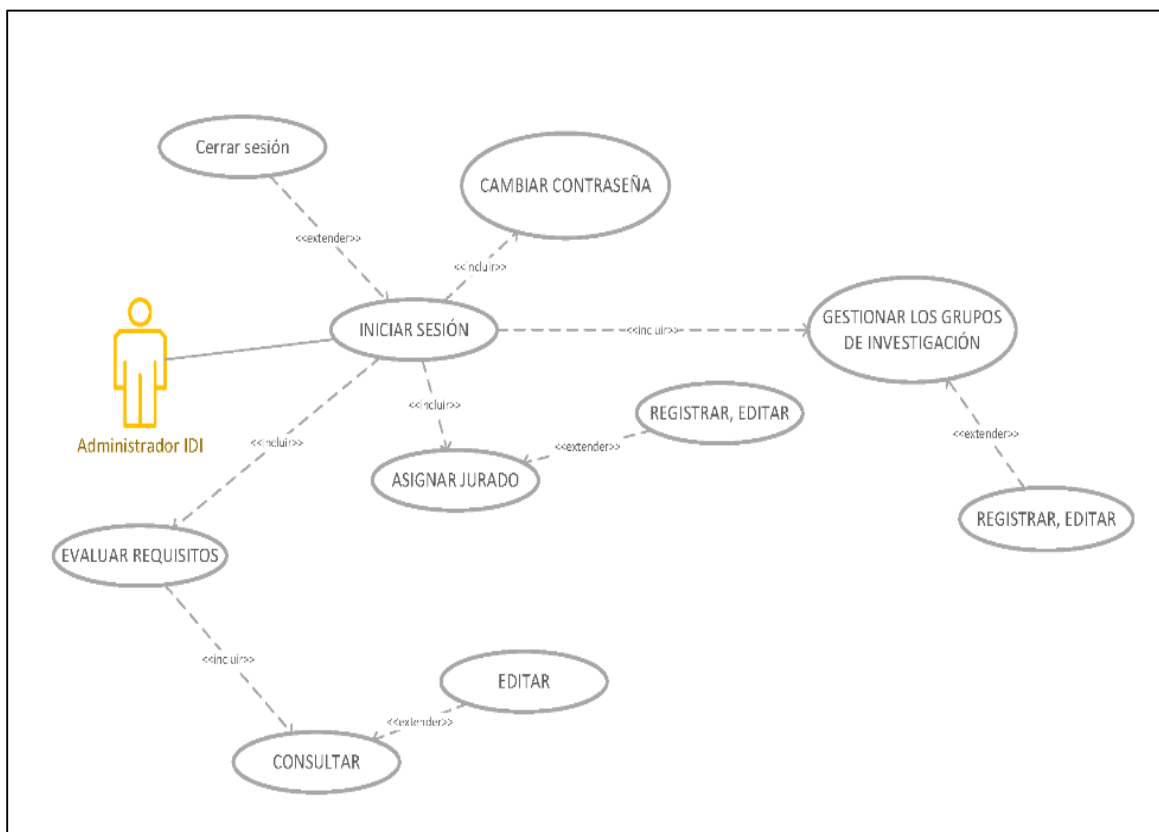 Cerrar sesión
CAMBIAR CONTRASEÑA
<<extender>>
<<incluir>>
INICIAR SESIÓN
<<incluir>>
GESTIONAR LOS GRUPOS
DE INVESTIGACIÓN
<<incluir>>
REGISTRAR, EDITAR
<<extender>>
Administrador IDI
<<incluir>>
<<extender>>
ASIGNAR JURADO
REGISTRAR, EDITAR
EVALUAR REQUISITOS
<<incluir>>
EDITAR
<<extender>>
CONSULTAR